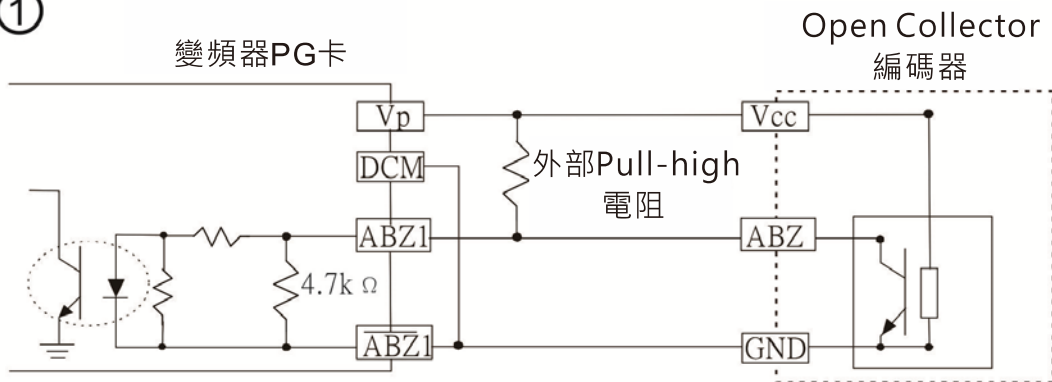 ①
變頻器PG卡
Open Collector
編碼器
Vp
Vcc
DCM
外部Pull-high
電阻
ABZ1
ABZ
4.7k Ω
A̅B̅Z̅1
GND